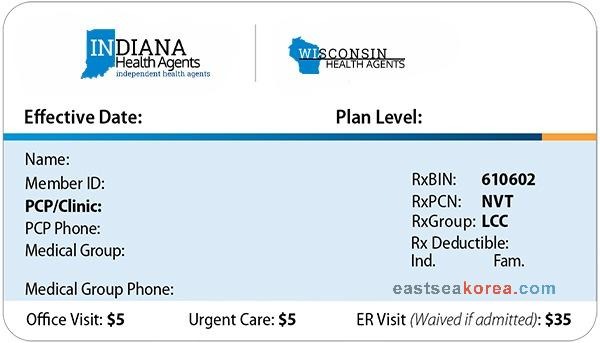 INDIANA
Health Agents
independent health agents
WISCONSIN
HEALTH AGENTS
Effective Date:
Plan Level:
Name:
Member ID:
PCP/Clinic:
PCP Phone:
Medical Group:
Medical Group Phone:
RxBIN: 610602
RxPCN: NVT
RxGroup: LCC
Rx Deductible:
Ind. Fam.
eastseakorea.com
Office Visit: $5 Urgent Care: $5 ER Visit (Waived if admitted): $35